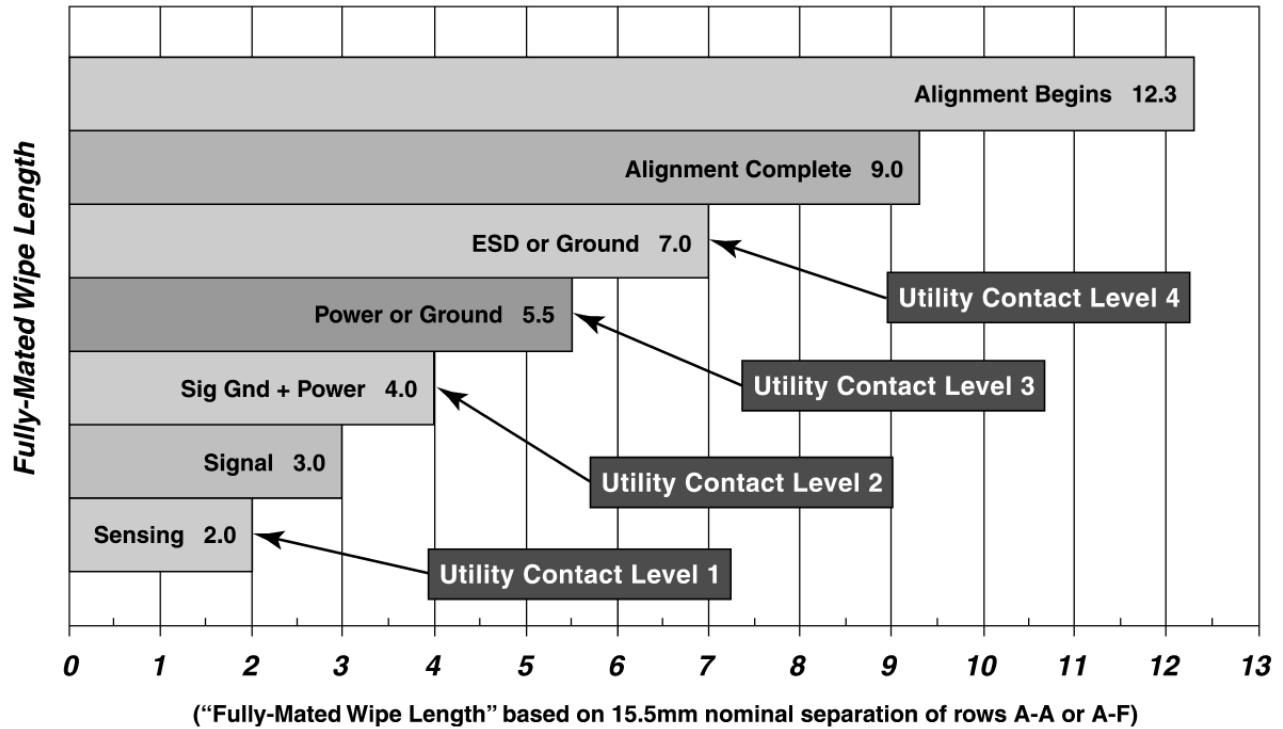 Fully-Mated Wipe Length
Alignment Begins 12.3
Alignment Complete 9.0
ESD or Ground 7.0
Utility Contact Level 4
Power or Ground 5.5
Utility Contact Level 3
Sig Gnd + Power 4.0
Utility Contact Level 2
Signal 3.0
Sensing 2.0
Utility Contact Level 1
0 1 2 3 4 5 6 7 8 9 10 11 12 13
(“Fully-Mated Wipe Length” based on 15.5mm nominal separation of rows A-A or A-F)